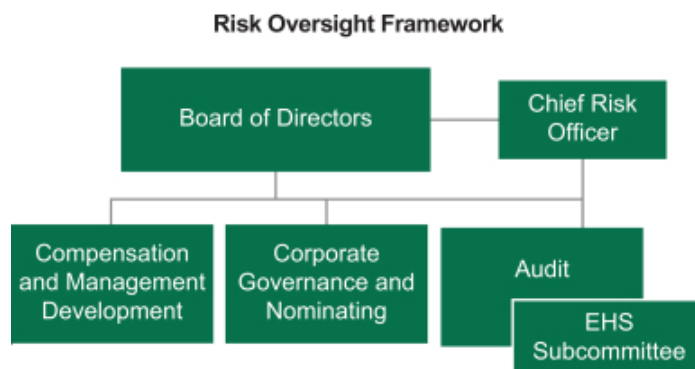 Risk Oversight Framework
Board of Directors
Chief Risk
Officer
Compensation
and Management
Development
Corporate
Governance and
Nominating
Audit
EHS
Subcommittee